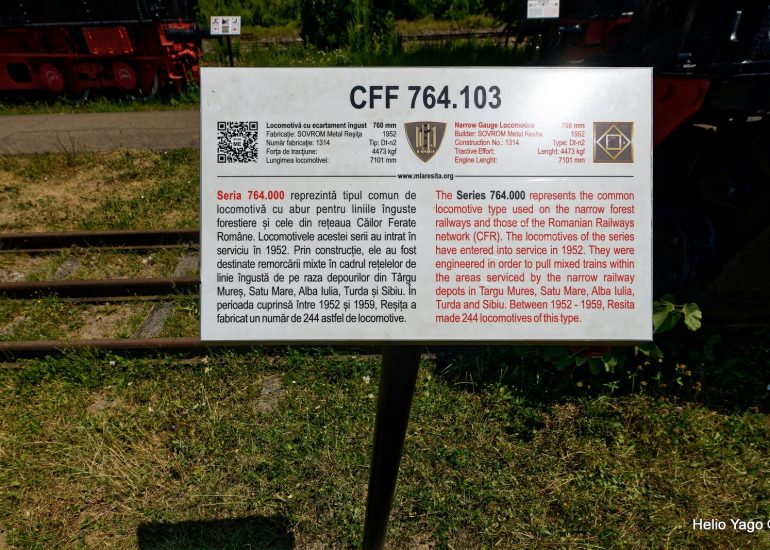 CFF 764.103
Locomotivă cu ecartament îngust 760 mm
Fabricație: SOVROM Metal Reșița 1952
Număr fabricație: 1314 Tip: Dt-n2
Forța de tracțiune: 4473 kgf
Lungimea locomotivei: 7101 mm
Narrow Gauge Locomotive 760 mm
Builder: SOVROM Metal Resita 1952
Construction No.: 1314 Type: Dt-n2
Tractive Effort: Lenght: 4473 kgf
Engine Lenght: 7101 mm
www.mlaresita.org
Seria 764.000 reprezintă tipul comun de
locomotivă cu abur pentru liniile înguste
forestiere și cele din rețeaua Căilor Ferate
Române. Locomotivele acestei serii au intrat în
serviciu în 1952. Prin construcție, ele au fost
destinate remorcării mixte în cadrul rețelelor de
linie îngustă de pe raza depourilor din Târgu
Mureș, Satu Mare, Alba Iulia, Turda și Sibiu. În
perioada cuprinsă între 1952 și 1959, Reșița a
fabricat un număr de 244 astfel de locomotive.
The Series 764.000 represents the common
locomotive type used on the narrow forest
railways and those of the Romanian Railways
network (CFR). The locomotives of the series
have entered into service in 1952. They were
engineered in order to pull mixed trains within
the areas serviced by the narrow railway
depots in Targu Mures, Satu Mare, Alba Iulia,
Turda and Sibiu. Between 1952 - 1959, Resita
made 244 locomotives of this type.
Helio Yago ©